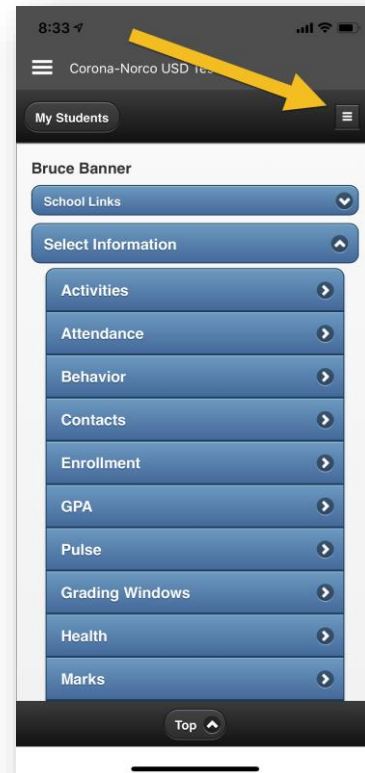 8:33
Corona-Norco USD
My Students
Bruce Banner
School Links
Select Information
Activities
Attendance
Behavior
Contacts
Enrollment
GPA
Pulse
Grading Windows
Health
Marks
Top